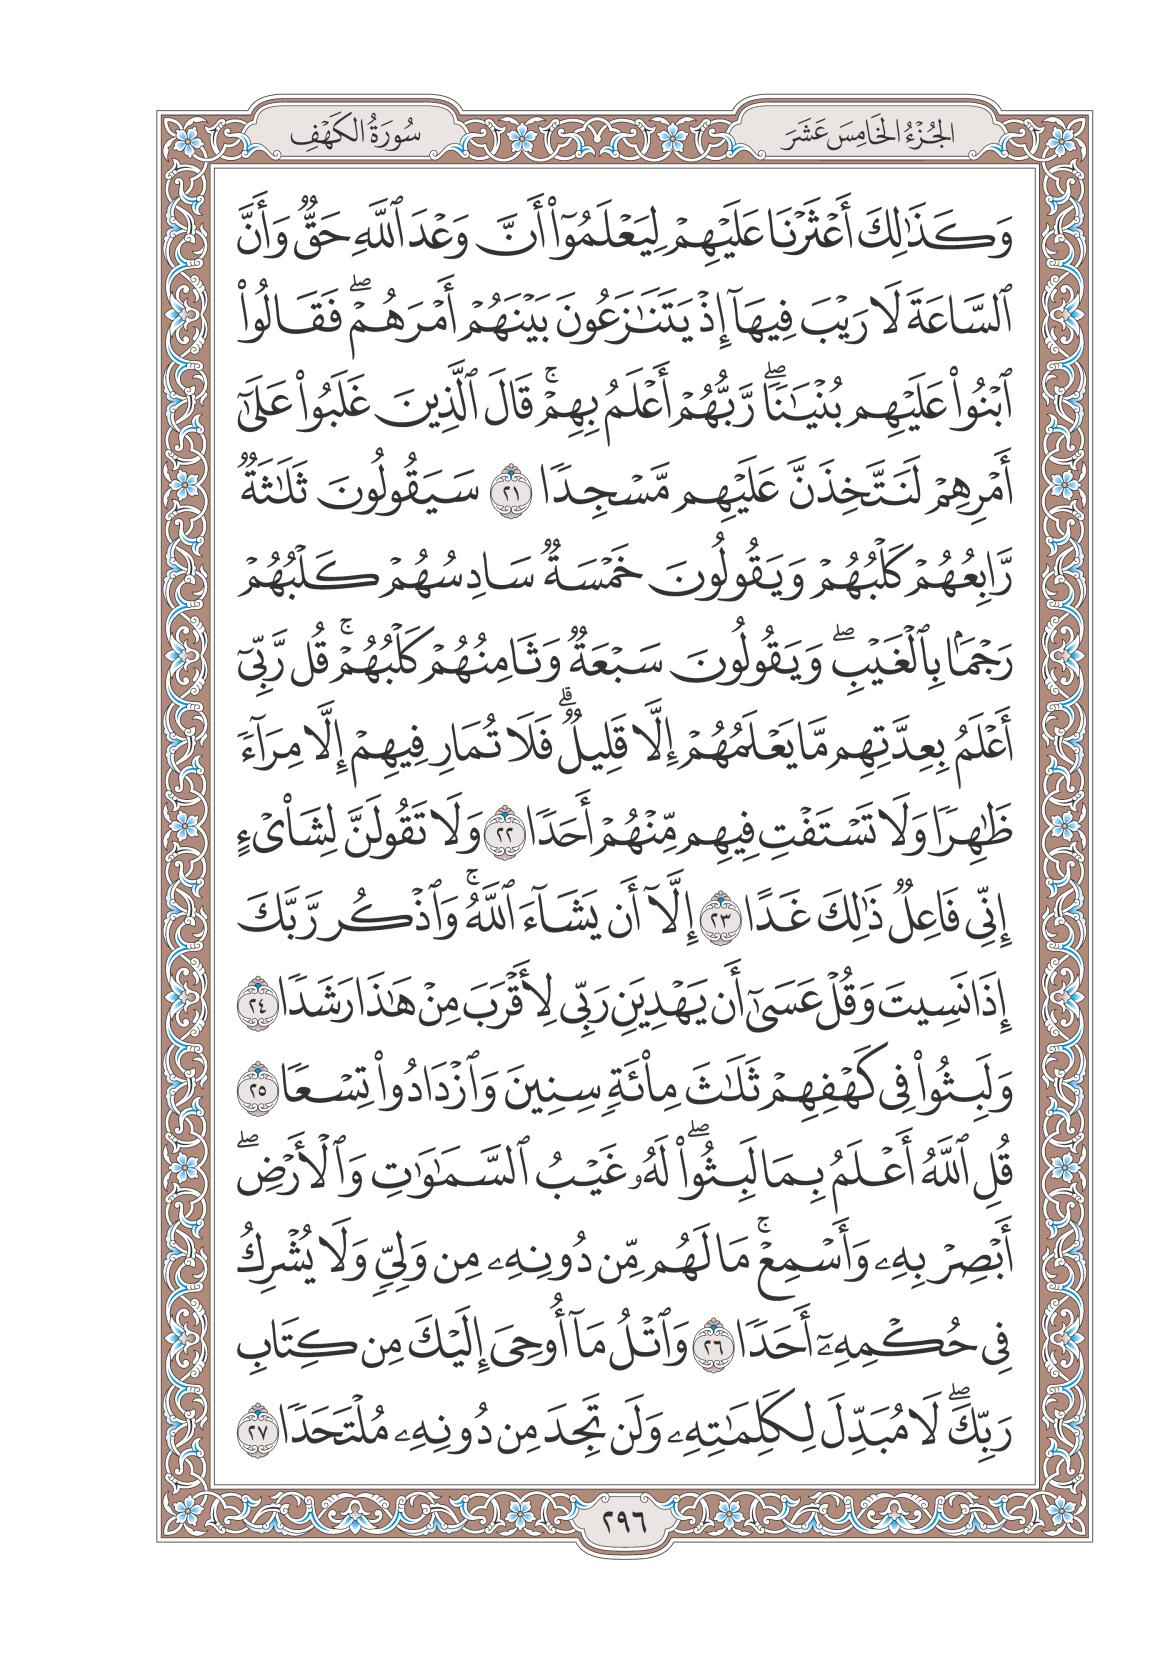 الجُزْءُ الخَامِسَ عَشَرَ
سُورَةُ الكَهْفِ
وَكَذَٰلِكَ أَعْثَرْنَا عَلَيْهِمْ لِيَعْلَمُوٓا۟ أَنَّ وَعْدَ ٱللَّهِ حَقٌّ وَأَنَّ
ٱلسَّاعَةَ لَا رَيْبَ فِيهَآ إِذْ يَتَنَٰزَعُونَ بَيْنَهُمْ أَمْرَهُمْ ۖ فَقَالُوا۟
ٱبْنُوا۟ عَلَيْهِم بُنْيَٰنًا ۖ رَّبُّهُمْ أَعْلَمُ بِهِمْ ۚ قَالَ ٱلَّذِينَ غَلَبُوا۟ عَلَىٰٓ
أَمْرِهِمْ لَنَتَّخِذَنَّ عَلَيْهِم مَّسْجِدًا ٢١ سَيَقُولُونَ ثَلَٰثَةٌ
رَّابِعُهُمْ كَلْبُهُمْ وَيَقُولُونَ خَمْسَةٌ سَادِسُهُمْ كَلْبُهُمْ
رَجْمًۢا بِٱلْغَيْبِ ۖ وَيَقُولُونَ سَبْعَةٌ وَثَامِنُهُمْ كَلْبُهُمْ ۚ قُل رَّبِّىٓ
أَعْلَمُ بِعِدَّتِهِم مَّا يَعْلَمُهُمْ إِلَّا قَلِيلٌ ۗ فَلَا تُمَارِ فِيهِمْ إِلَّا مِرَآءً
ظَٰهِرًا وَلَا تَسْتَفْتِ فِيهِم مِّنْهُمْ أَحَدًا ٢٢ وَلَا تَقُولَنَّ لِشَا۟ىْءٍ
إِنِّى فَاعِلٌ ذَٰلِكَ غَدًا ٢٣ إِلَّآ أَن يَشَآءَ ٱللَّهُ ۚ وَٱذْكُر رَّبَّكَ
إِذَا نَسِيتَ وَقُلْ عَسَىٰٓ أَن يَهْدِيَنِ رَبِّى لِأَقْرَبَ مِنْ هَٰذَا رَشَدًا ٢٤
وَلَبِثُوا۟ فِى كَهْفِهِمْ ثَلَٰثَ مِا۟ئَةٍ سِنِينَ وَٱزْدَادُوا۟ تِسْعًا ٢٥
قُلِ ٱللَّهُ أَعْلَمُ بِمَا لَبِثُوا۟ ۖ لَهُۥ غَيْبُ ٱلسَّمَٰوَٰتِ وَٱلْأَرْضِ ۖ
أَبْصِرْ بِهِۦ وَأَسْمِعْ ۚ مَا لَهُم مِّن دُونِهِۦ مِن وَلِىٍّ وَلَا يُشْرِكُ
فِى حُكْمِهِۦٓ أَحَدًا ٢٦ وَٱتْلُ مَآ أُوحِىَ إِلَيْكَ مِن كِتَابِ
رَبِّكَ ۖ لَا مُبَدِّلَ لِكَلِمَٰتِهِۦ وَلَن تَجِدَ مِن دُونِهِۦ مُلْتَحَدًا ٢٧
٢٩٦